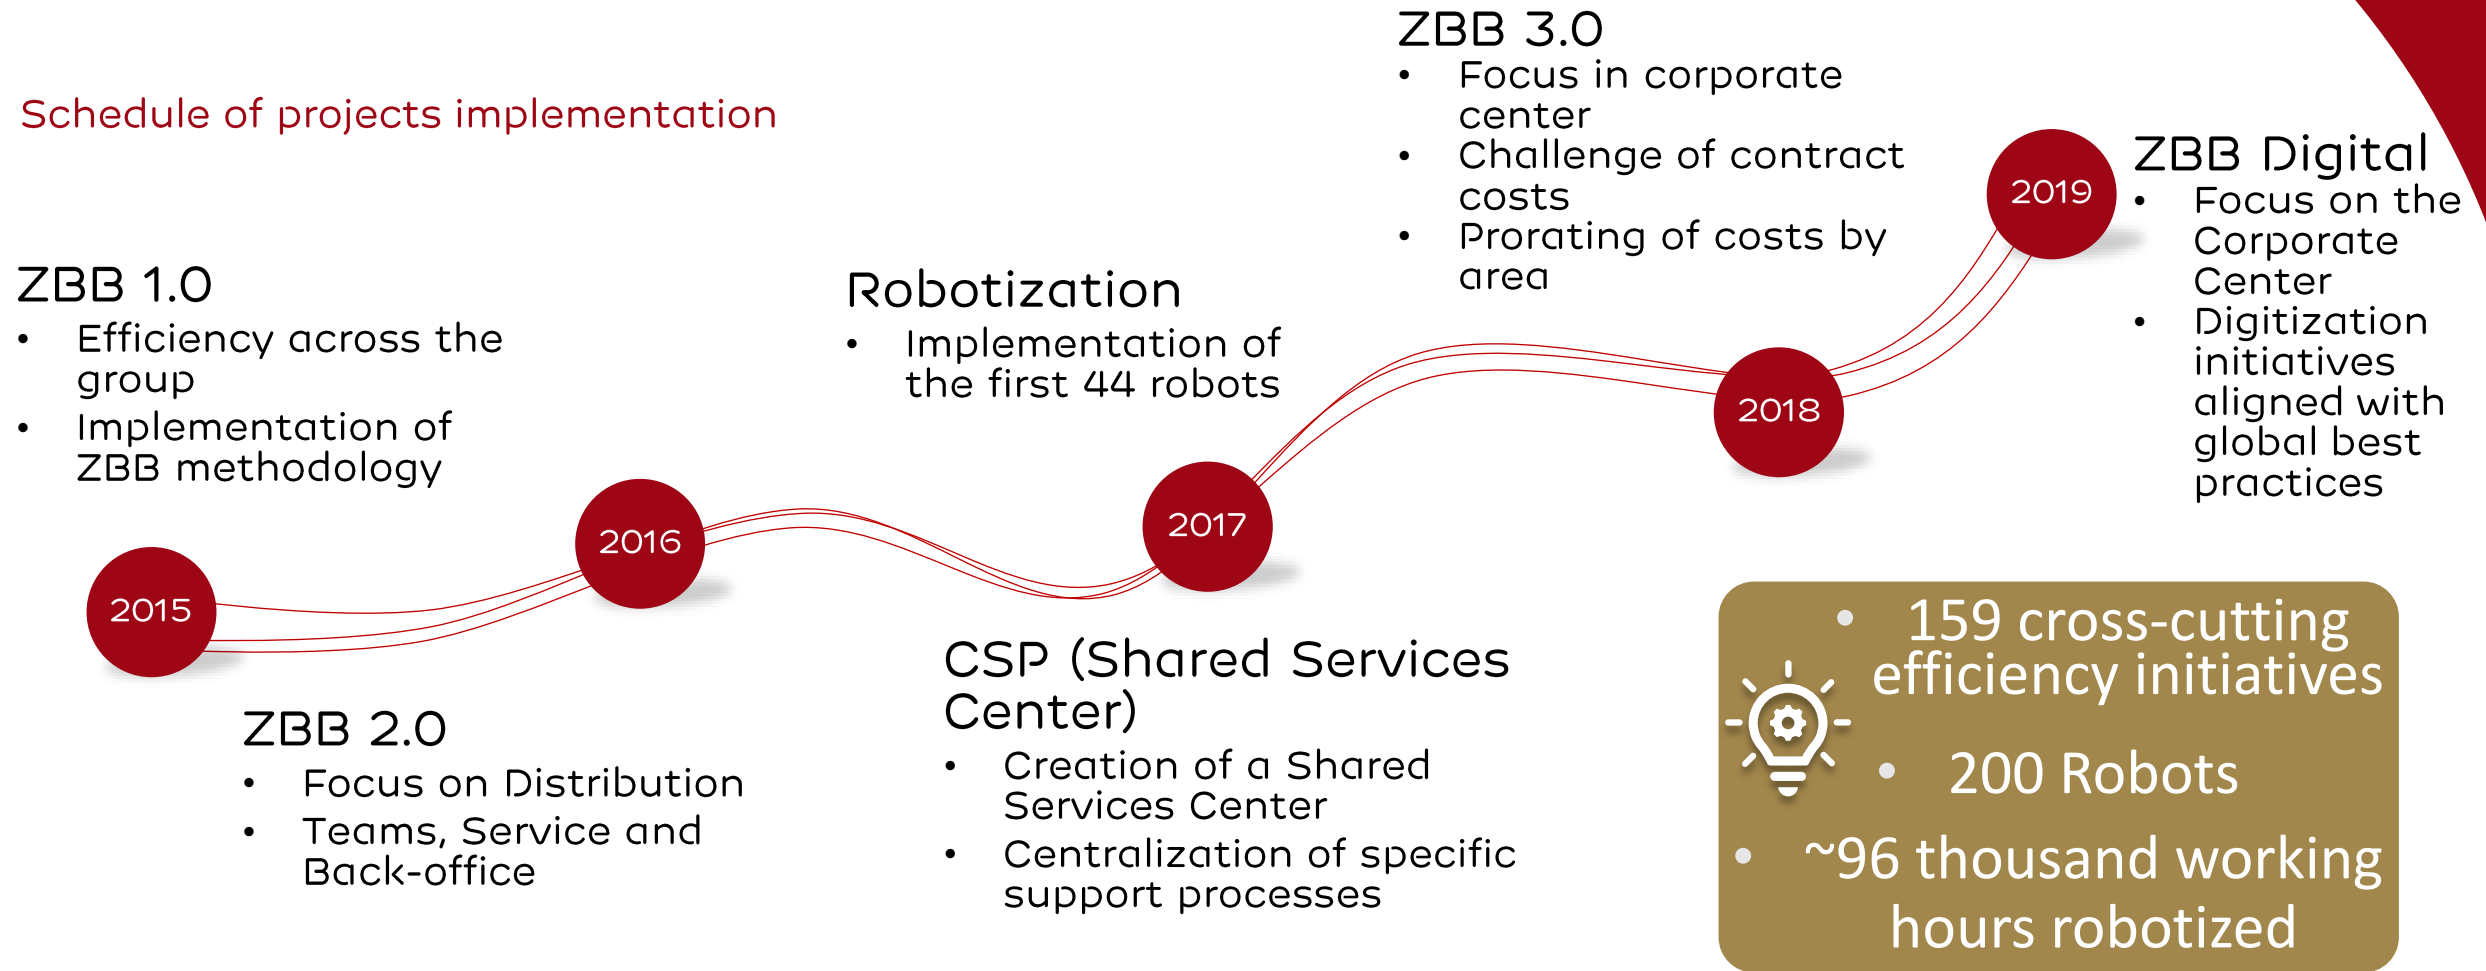 Schedule of projects implementation
ZBB 1.0
• Efficiency across the
group
• Implementation of
ZBB methodology
2015
ZBB 2.0
• Focus on Distribution
• Teams, Service and
Back-office
2016
Robotization
• Implementation of
the first 44 robots
2017
CSP (Shared Services
Center)
• Creation of a Shared
Services Center
• Centralization of specific
support processes
ZBB 3.0
• Focus in corporate
center
• Challenge of contract
costs
• Prorating of costs by
area
2018
2019
ZBB Digital
• Focus on the
Corporate
Center
• Digitization
initiatives
aligned with
global best
practices
• 159 cross-cutting
efficiency initiatives
• 200 Robots
• ~96 thousand working
hours robotized